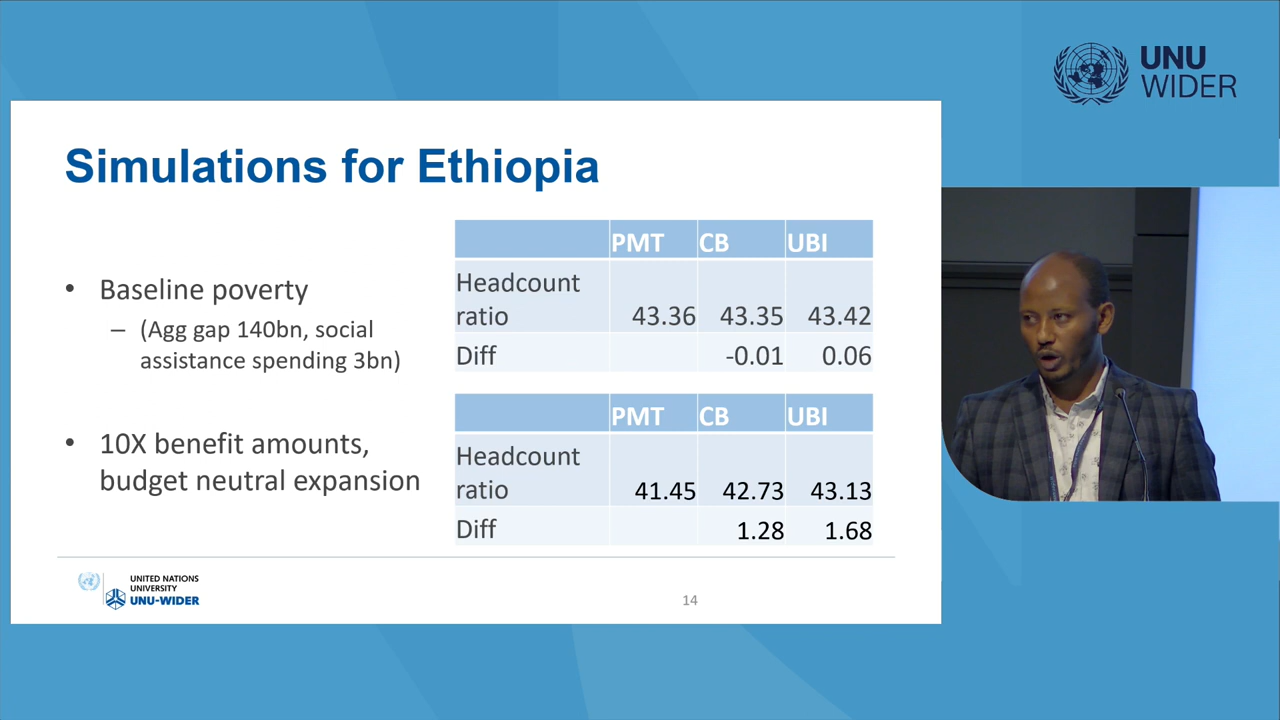 UNU
WIDER
Simulations for Ethiopia
• Baseline poverty
– (Agg gap 140bn, social
assistance spending 3bn)
• 10X benefit amounts,
budget neutral expansion
PMT CB UBI
Headcount
ratio 43.36 43.35 43.42
Diff -0.01 0.06
PMT CB UBI
Headcount
ratio 41.45 42.73 43.13
Diff 1.28 1.68
UNITED NATIONS
UNIVERSITY
UNU-WIDER
14